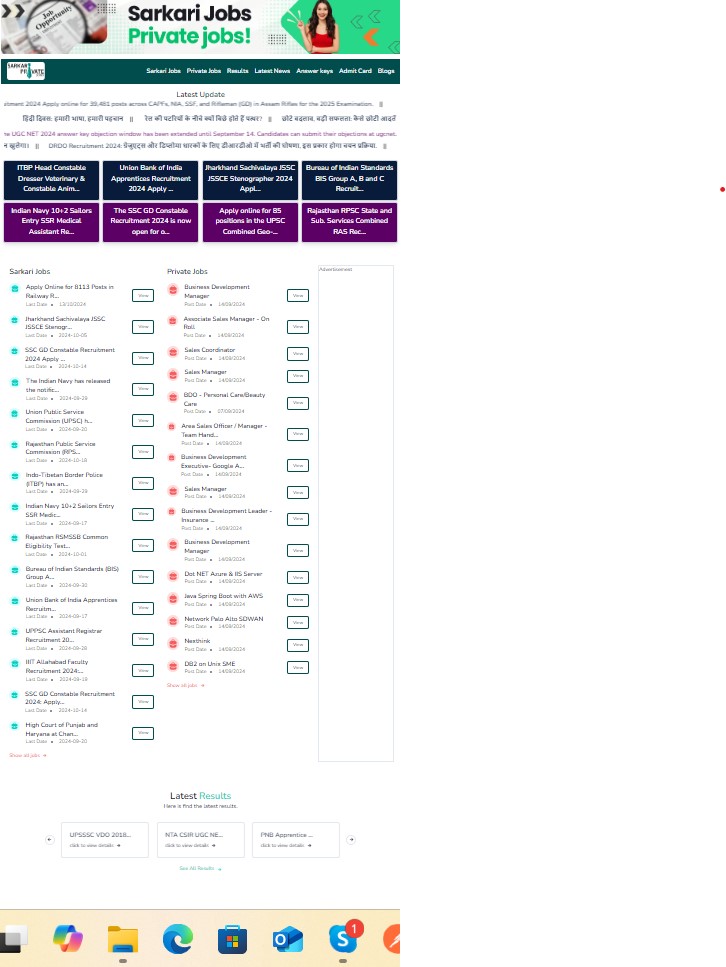 Job
Opportunity
Sarkari Jobs
Private jobs!
SARKARI
PRIVATE
Sarkari Jobs Private Jobs Results Latest News Answer keys Admit Card Blogs
Latest Update
itment 2024 Apply online for 39,481 posts across CAPFs, NIA, SSF, and Rifleman (GD) in Assam Rifles for the 2025 Examination. ||
हिंदी दिवस: हमारी भाषा, हमारी पहचान || रेल की पटरियों के नीचे क्यों बिछे होते हैं पत्थर? || छोटे बदलाव, बड़ी सफलता: कैसे छोटी आदतें
he UGC NET 2024 answer key objection window has been extended until September 14. Candidates can submit their objections at ugcnet.
न खुलेगा। || DRDO Recruitment 2024: ग्रेजुएट्स और डिप्लोमा धारकों के लिए डीआरडीओ में भर्ती की घोषणा, इस प्रकार होगा चयन प्रक्रिया. ||
ITBP Head Constable Dresser Veterinary & Constable Anim...
Union Bank of India Apprentices Recruitment 2024 Apply ...
Jharkhand Sachivalaya JSSC JSSCE Stenographer 2024 Appl...
Bureau of Indian Standards BIS Group A, B and C Recruit...
Indian Navy 10+2 Sailors Entry SSR Medical Assistant Re...
The SSC GD Constable Recruitment 2024 is now open for o...
Apply online for 85 positions in the UPSC Combined Geo-...
Rajasthan RPSC State and Sub. Services Combined RAS Rec...
Sarkari Jobs
Apply Online for 8113 Posts in
Railway R...
Last Date • 13/10/2024
View
Jharkhand Sachivalaya JSSC
JSSCE Stenogr...
Last Date • 2024-10-05
View
SSC GD Constable Recruitment
2024 Apply ...
Last Date • 2024-10-14
View
The Indian Navy has released
the notific...
Last Date • 2024-09-29
View
Union Public Service
Commission (UPSC) h...
Last Date • 2024-09-20
View
Rajasthan Public Service
Commission (RPS...
Last Date • 2024-10-18
View
Indo-Tibetan Border Police
(ITBP) has an...
Last Date • 2024-09-29
View
Indian Navy 10+2 Sailors Entry
SSR Medic...
Last Date • 2024-09-17
View
Rajasthan RSMSSB Common
Eligibility Test...
Last Date • 2024-10-01
View
Bureau of Indian Standards (BIS)
Group A...
Last Date • 2024-09-30
View
Union Bank of India Apprentices
Recruitm...
Last Date • 2024-09-17
View
UPPSC Assistant Registrar
Recruitment 20...
Last Date • 2024-09-26
View
IIIT Allahabad Faculty
Recruitment 2024:...
Last Date • 2024-09-19
View
SSC GD Constable Recruitment
2024: Apply...
Last Date • 2024-10-14
View
High Court of Punjab and
Haryana at Chan...
Last Date • 2024-09-20
View
Show all jobs →
Private Jobs
Business Development
Manager
Post Date • 14/09/2024
View
Associate Sales Manager - On
Roll
Post Date • 14/09/2024
View
Sales Coordinator
Post Date • 14/09/2024
View
Sales Manager
Post Date • 14/09/2024
View
BDO - Personal Care/Beauty
Care
Post Date • 07/09/2024
View
Area Sales Officer / Manager -
Team Hand...
Post Date • 14/09/2024
View
Business Development
Executive- Google A...
Post Date • 14/09/2024
View
Sales Manager
Post Date • 14/09/2024
View
Business Development Leader -
Insurance ...
Post Date • 14/09/2024
View
Business Development
Manager
Post Date • 14/09/2024
View
Dot NET Azure & IIS Server
Post Date • 14/09/2024
View
Java Spring Boot with AWS
Post Date • 14/09/2024
View
Network Palo Alto SDWAN
Post Date • 14/09/2024
View
Nexthink
Post Date • 14/09/2024
View
DB2 on Unix SME
Post Date • 14/09/2024
View
Show all jobs →
Advertisement
Latest Results
Here is find the latest results.
UPSSSC VDO 2018...
click to view details →
NTA CSIR UGC NE...
click to view details →
PNB Apprentice ...
click to view details →
See All Results →
1